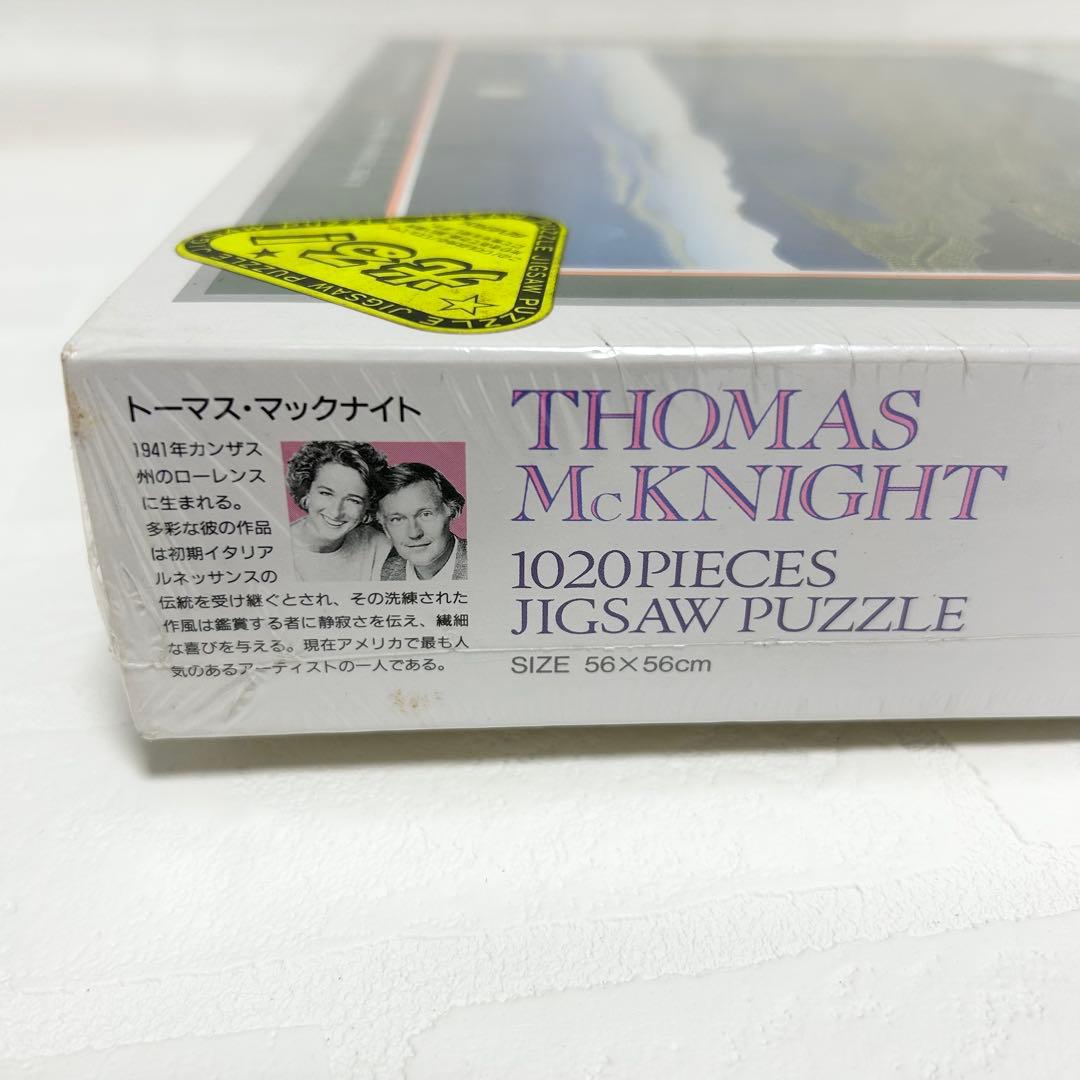 光る!
JIGSAW PUZZLE
トーマス・マックナイト
1941年カンザス
州のローレンス
に生まれる。
多彩な彼の作品
は初期イタリア
ルネッサンスの
伝統を受け継ぐとされ、その洗練された
作風は鑑賞する者に静寂さを伝え、繊細
な喜びを与える。現在アメリカで最も人
気のあるアーティストの一人である。
THOMAS
McKNIGHT
1020PIECES
JIGSAW PUZZLE
SIZE 56×56cm